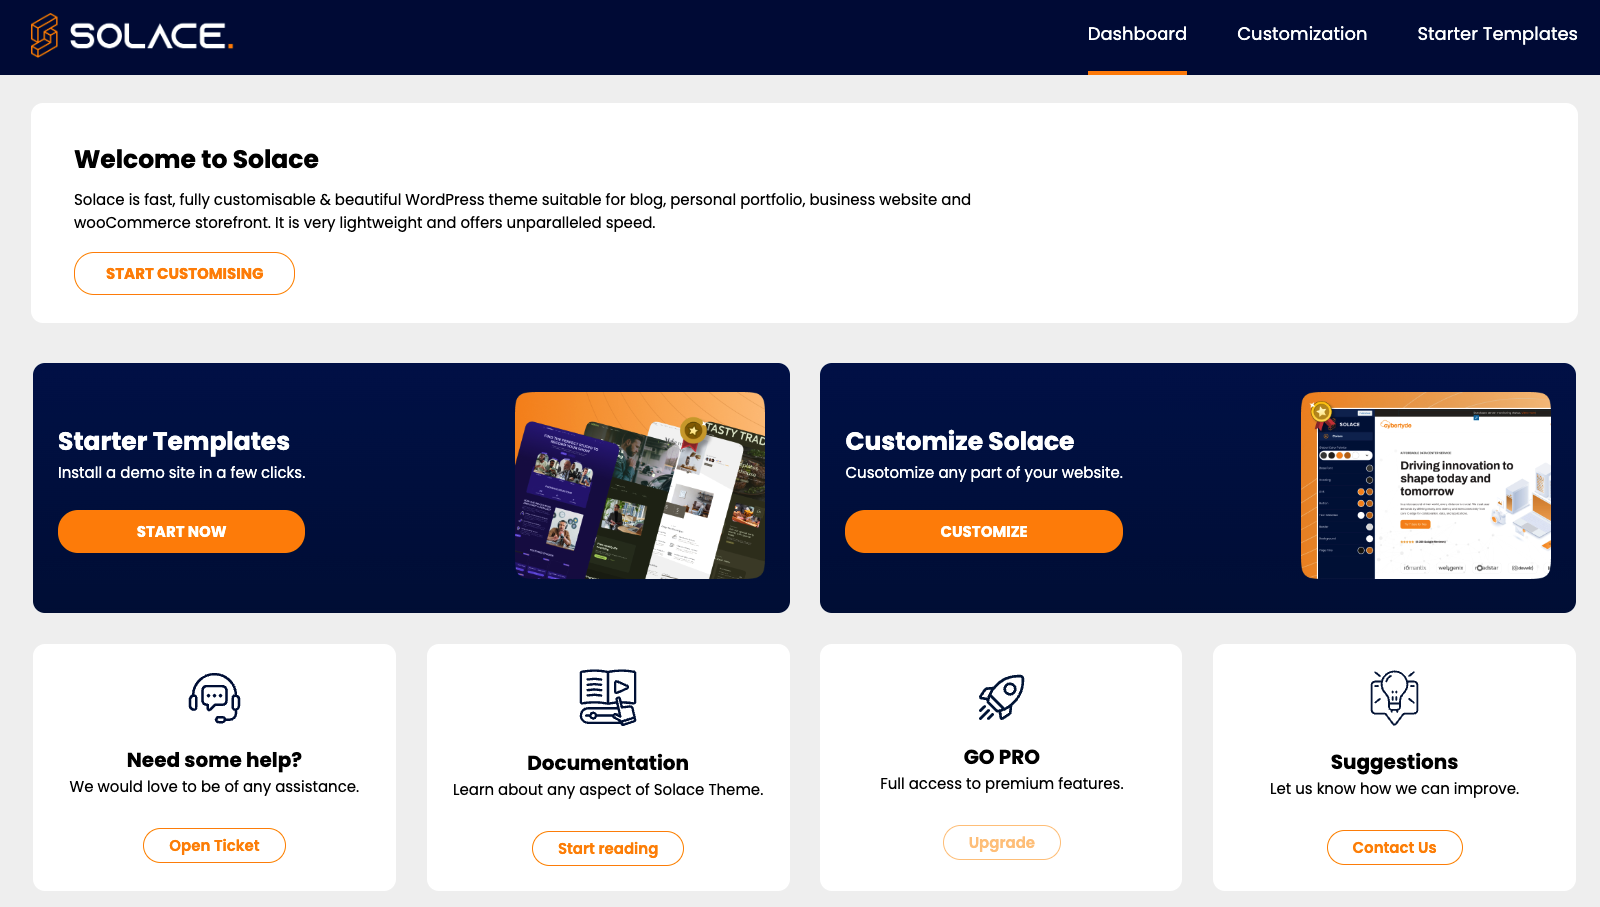 SOLACE.
Dashboard
Customization
Starter Templates
Welcome to Solace
Solace is fast, fully customisable & beautiful WordPress theme suitable for blog, personal portfolio, business website and
wooCommerce storefront. It is very lightweight and offers unparalleled speed.
START CUSTOMISING
Starter Templates
Install a demo site in a few clicks.
START NOW
TASTY TRAD
Customize Solace
Cusotomize any part of your website.
CUSTOMIZE
SOLACE
Driving innovation to
shape today and
tomorrow
Need some help?
We would love to be of any assistance.
Open Ticket
Documentation
Learn about any aspect of Solace Theme.
Start reading
GO PRO
Full access to premium features.
Upgrade
Suggestions
Let us know how we can improve.
Contact Us